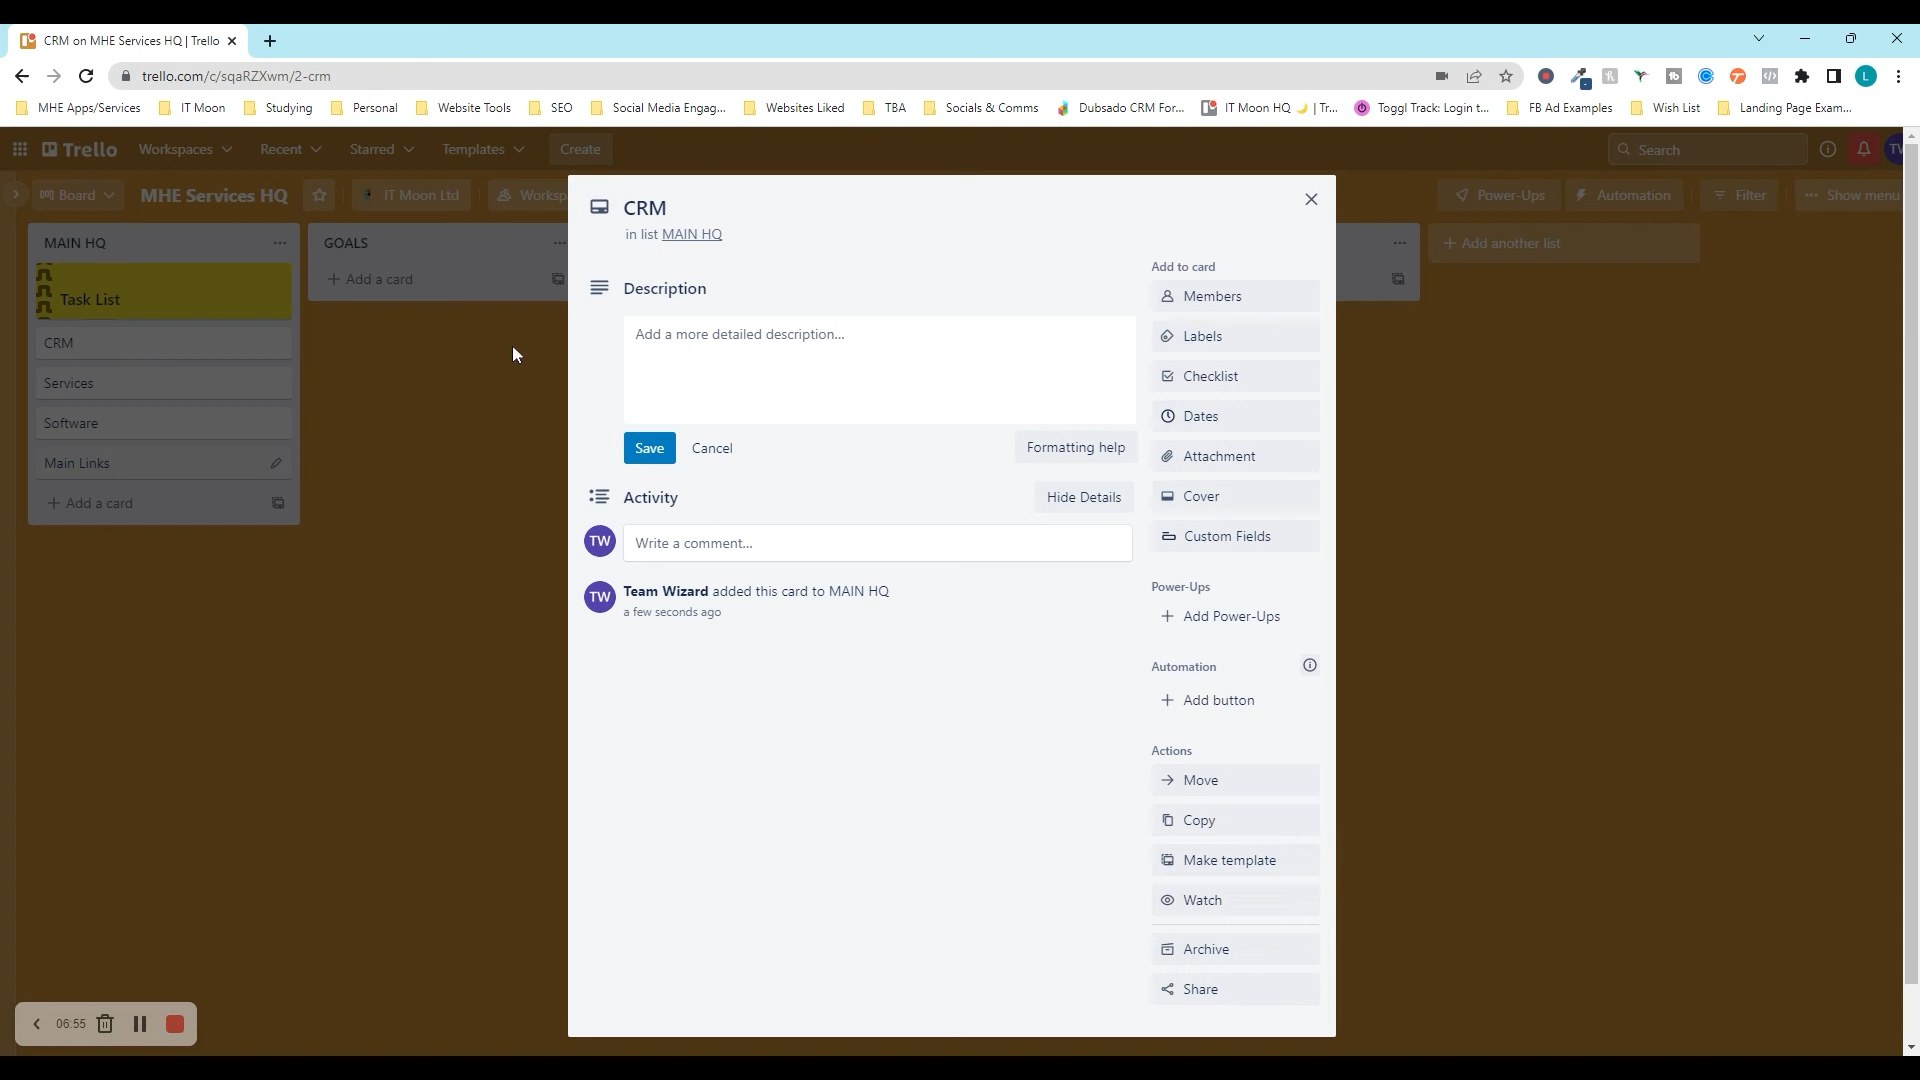 CRM on MHE Services HQ | Trello
trello.com/c/sqaRZXwm/2-crm
L
MHE Apps/Services IT Moon Studying Personal Website Tools SEO Social Media Engag... Websites Liked TBA Socials & Comms Dubsado CRM For... IT Moon HQ 🌙 | Tr... Toggl Track: Login t... FB Ad Examples Wish List Landing Page Exam...
Trello Workspaces Recent Starred Templates Create Search TW
Board MHE Services HQ IT Moon Ltd Worksp Power-Ups Automation Filter Show menu
MAIN HQ
Task List
CRM
Services
Software
Main Links
+ Add a card
GOALS
+ Add a card
+ Add another list
CRM
in list MAIN HQ
Description
Add a more detailed description...
Save Cancel Formatting help
Activity Hide Details
TW Write a comment...
TW Team Wizard added this card to MAIN HQ
a few seconds ago
Add to card
Members
Labels
Checklist
Dates
Attachment
Cover
Custom Fields
Power-Ups
+ Add Power-Ups
Automation
+ Add button
Actions
Move
Copy
Make template
Watch
Archive
Share
06:55